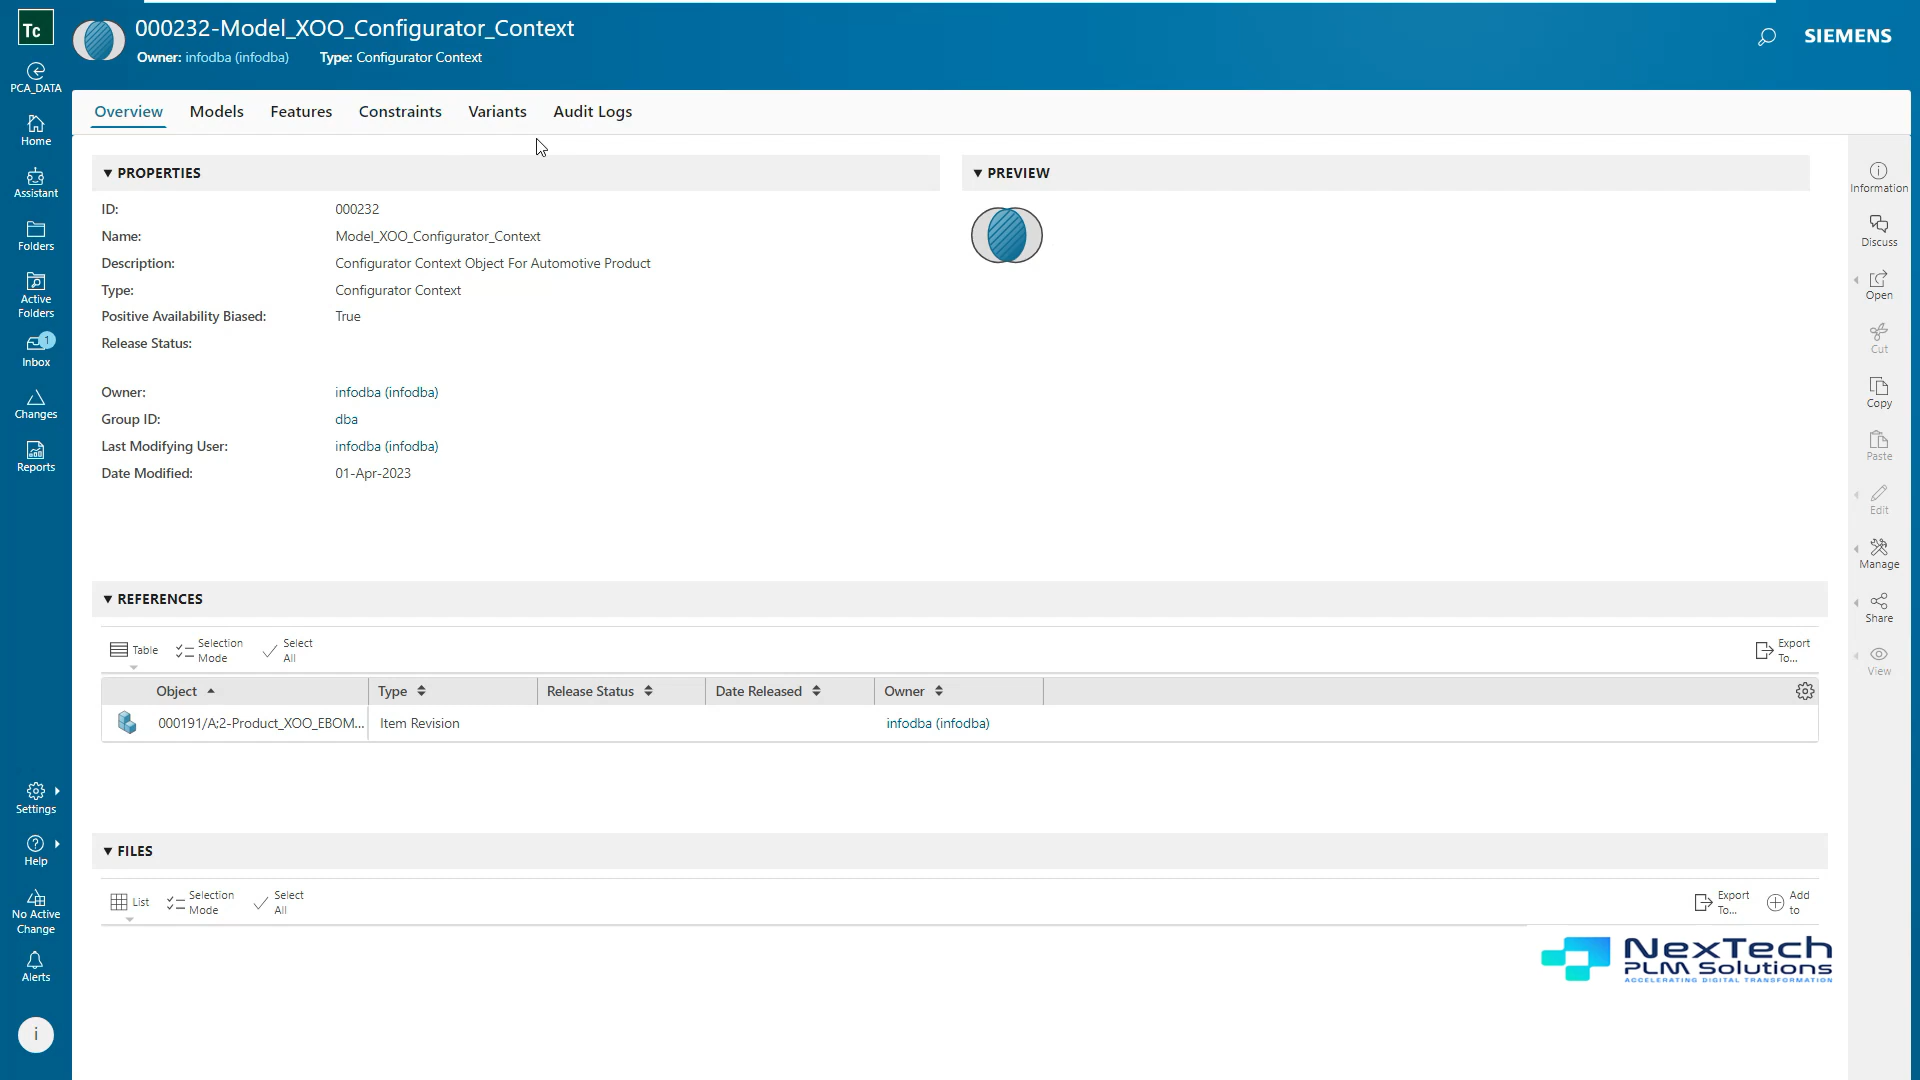 Tc
000232-Model_XOO_Configurator_Context
Owner: infodba (infodba) Type: Configurator Context
SIEMENS
PCA_DATA
Home
Assistant
Folders
Active
Folders
1
Inbox
Changes
Reports
Settings
Help
No Active
Change
Alerts
i
Overview Models Features Constraints Variants Audit Logs
PROPERTIES
ID: 000232
Name: Model_XOO_Configurator_Context
Description: Configurator Context Object For Automotive Product
Type: Configurator Context
Positive Availability Biased: True
Release Status:
Owner: infodba (infodba)
Group ID: dba
Last Modifying User: infodba (infodba)
Date Modified: 01-Apr-2023
PREVIEW
REFERENCES
Table Selection Mode Select All Export To...
Object Type Release Status Date Released Owner
000191/A;2-Product_XOO_EBOM... Item Revision infodba (infodba)
FILES
List Selection Mode Select All Export To... Add to
NexTech
PLM Solutions
ACCELERATING DIGITAL TRANSFORMATION
Information
Discuss
Open
Cut
Copy
Paste
Edit
Manage
Share
View